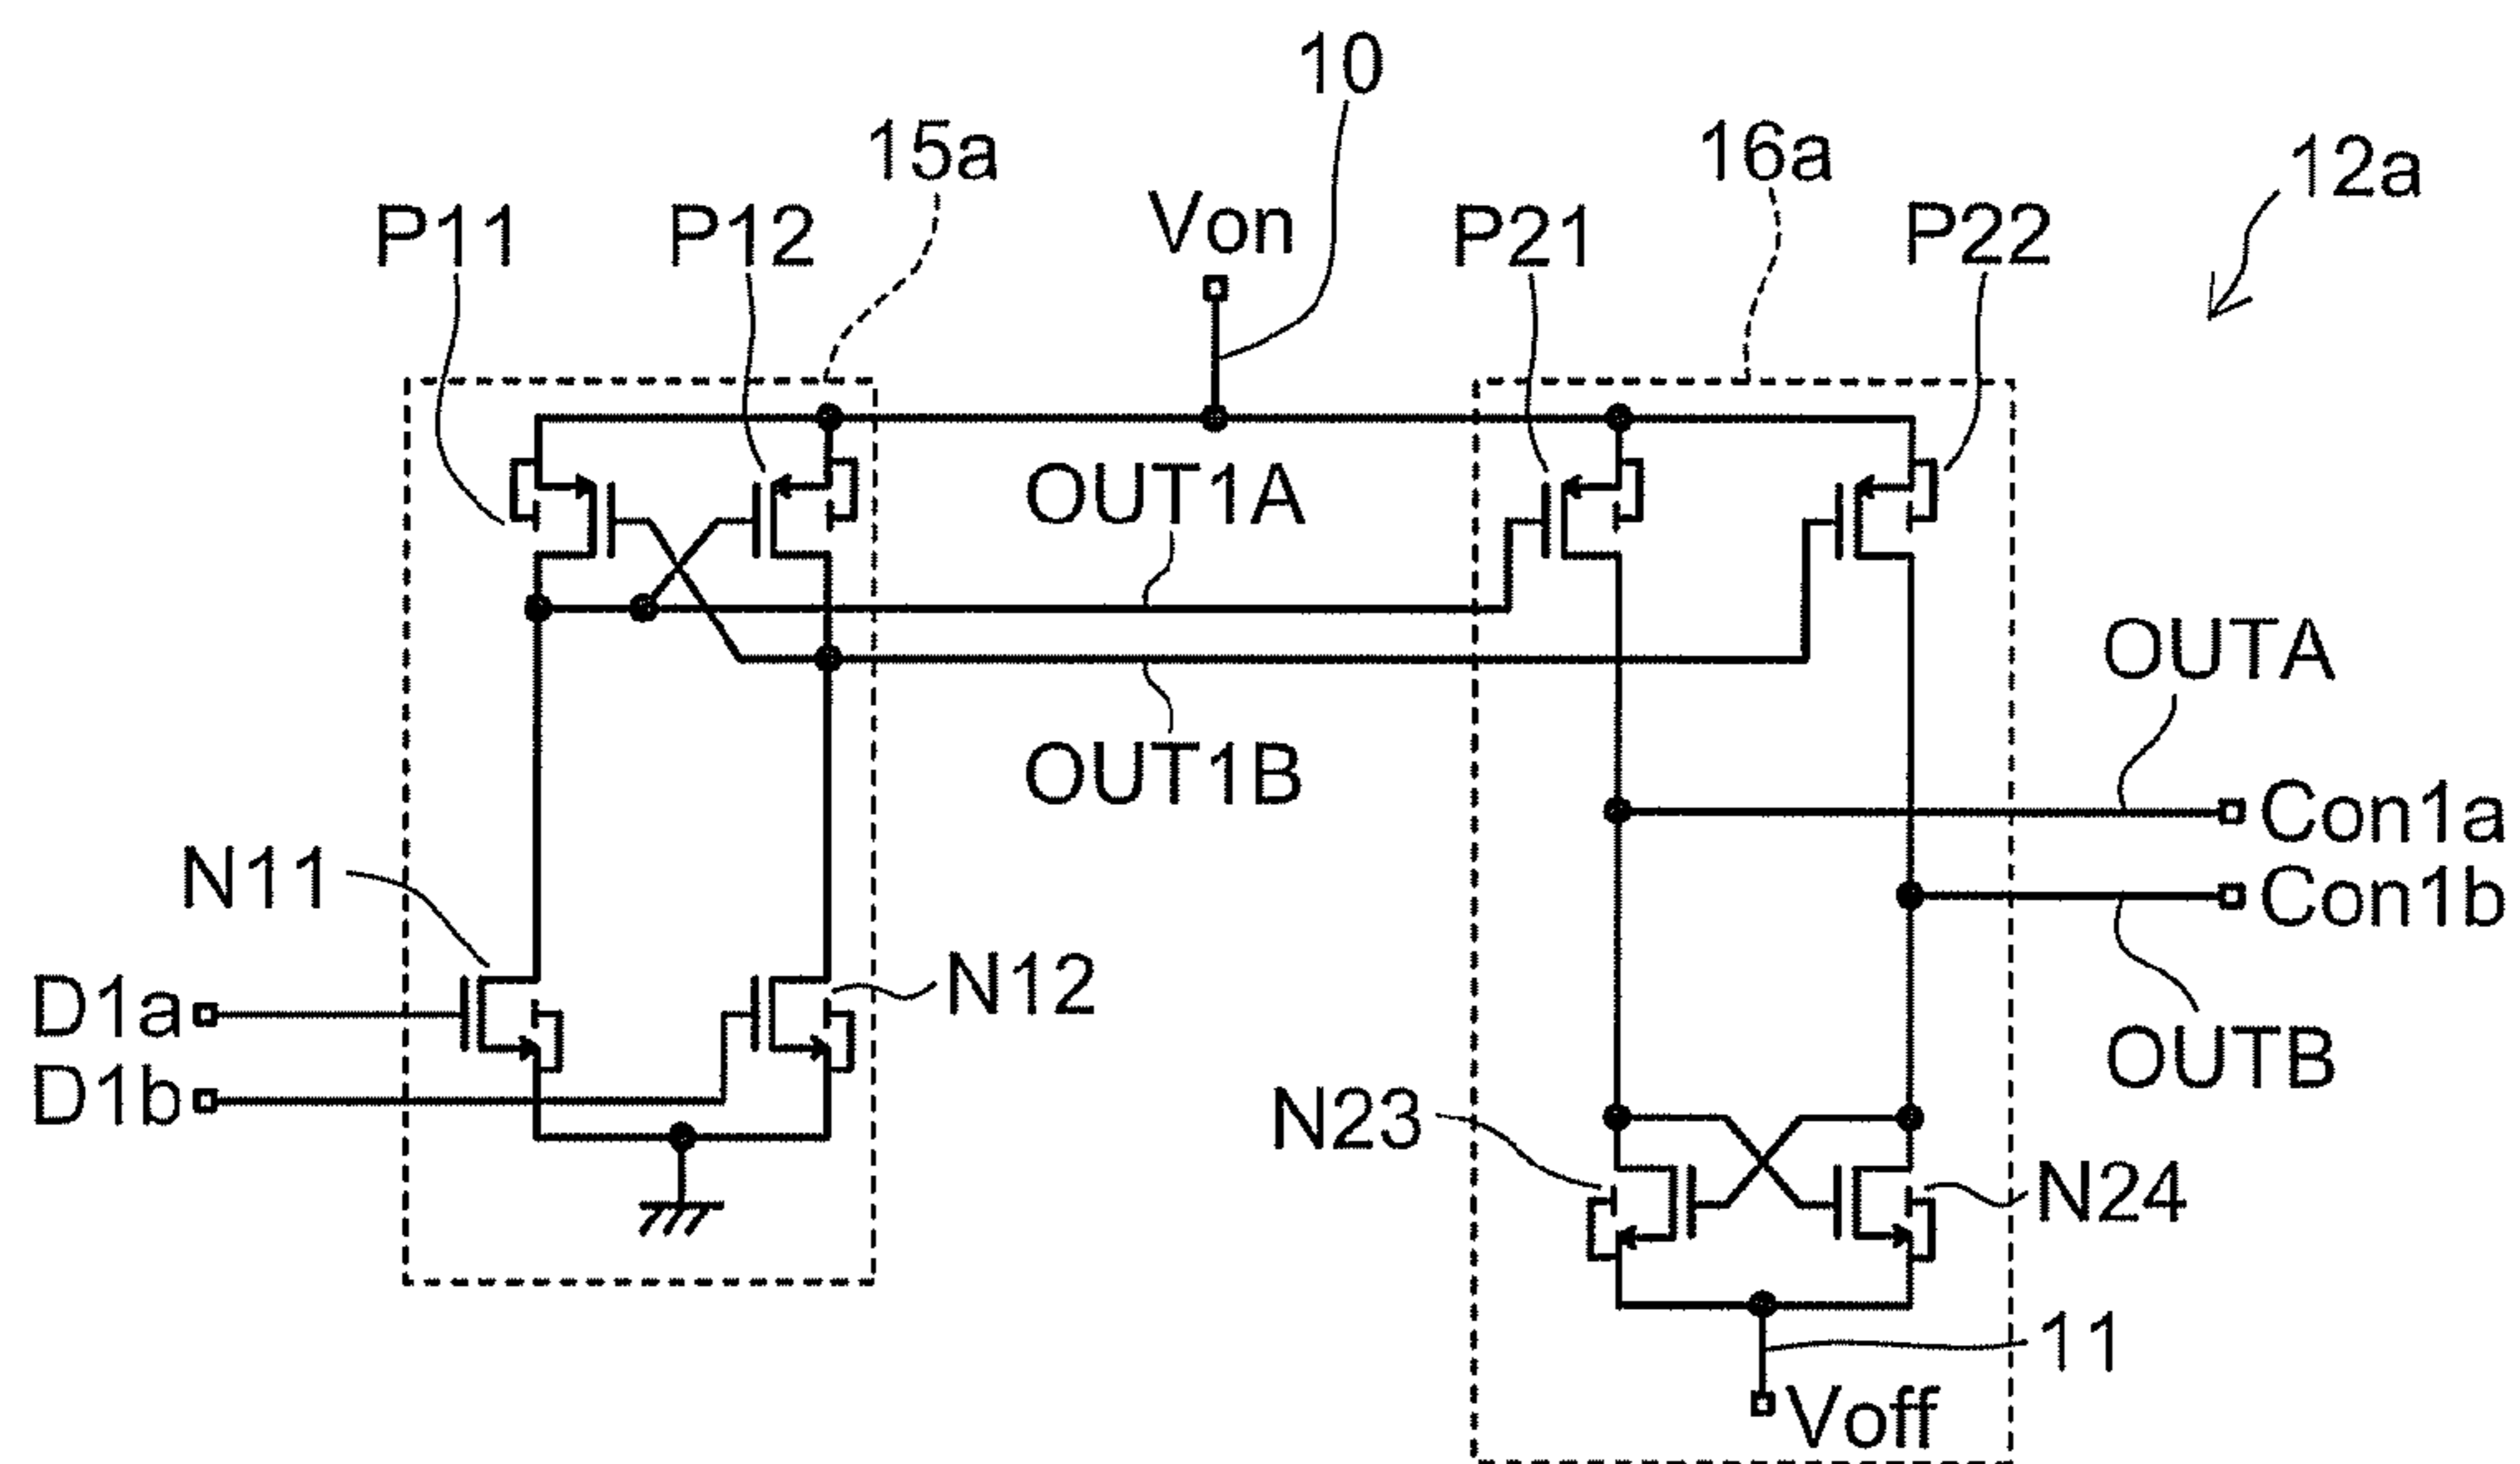 10
15a
16a
12a
P11
P12
Von
P21
P22
OUT1A
OUTA
OUT1B
Con1a
N11
Con1b
N12
D1a
OUTB
D1b
N23
N24
11
Voff